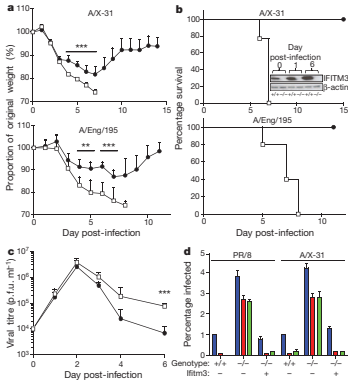 a
A/X-31
110
100
90
80
70
***
0 5 10 15
A/Eng/195
110
100
90
80
70
** ***
0 5 10 15
Proportion of original weight (%)
Day post-infection
b
A/X-31
100
80
60
40
20
0
Day
post-infection
0 1 6
IFITM3
β-actin
+/+ −/− +/+ −/− +/+ −/−
0 5 10 15
A/Eng/195
100
80
60
40
20
0
0 5 10 15
Percentage survival
Day post-infection
c
10⁷
10⁶
10⁵
10⁴
10³
***
0 2 4 6
Viral titre (p.f.u. ml⁻¹)
Day post-infection
d
PR/8 A/X-31
5
4
3
2
1
0
Percentage infected
Genotype: +/+ −/− −/− +/+ −/− −/−
Ifitm3: − − + − − +